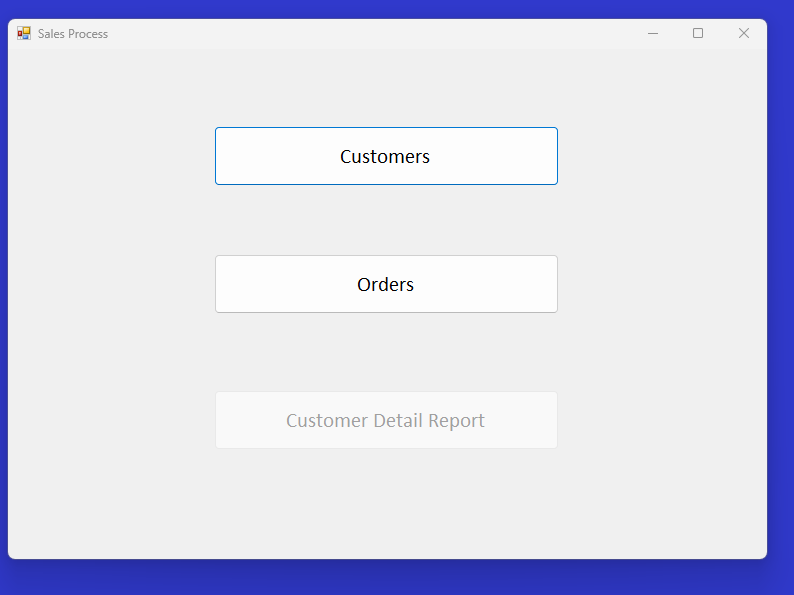 Sales Process
Customers
Orders
Customer Detail Report